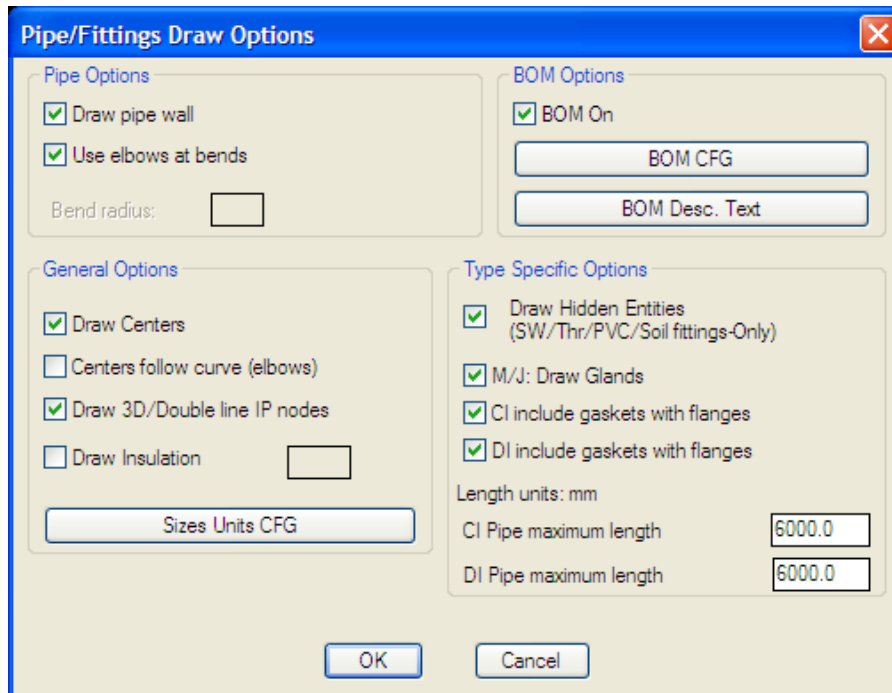 Pipe/Fittings Draw Options
Pipe Options
Draw pipe wall
Use elbows at bends
Bend radius:
BOM Options
BOM On
BOM CFG
BOM Desc. Text
General Options
Draw Centers
Centers follow curve (elbows)
Draw 3D/Double line IP nodes
Draw Insulation
Sizes Units CFG
Type Specific Options
Draw Hidden Entities
(SW/Thr/PVC/Soil fittings-Only)
M/J: Draw Glands
CI include gaskets with flanges
DI include gaskets with flanges
Length units: mm
CI Pipe maximum length 6000.0
DI Pipe maximum length 6000.0
OK Cancel